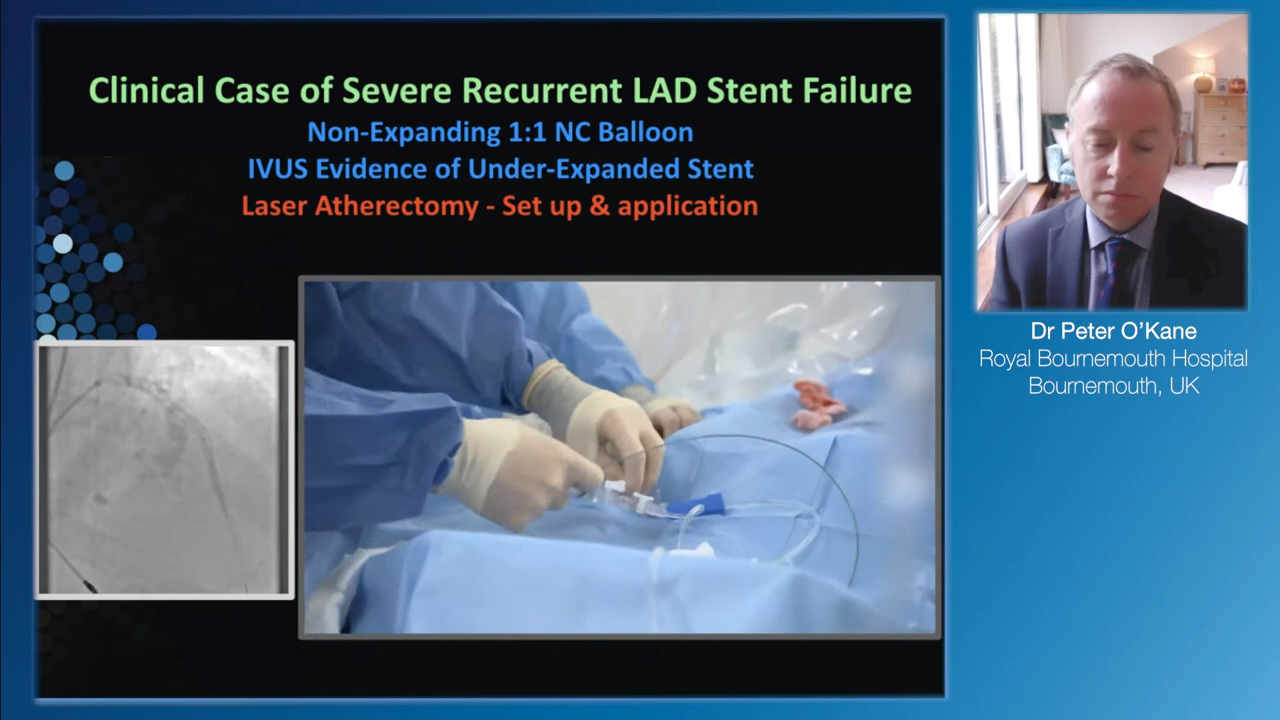 Clinical Case of Severe Recurrent LAD Stent Failure
Non-Expanding 1:1 NC Balloon
IVUS Evidence of Under-Expanded Stent
Laser Atherectomy - Set up & application
Dr Peter O’Kane
Royal Bournemouth Hospital
Bournemouth, UK